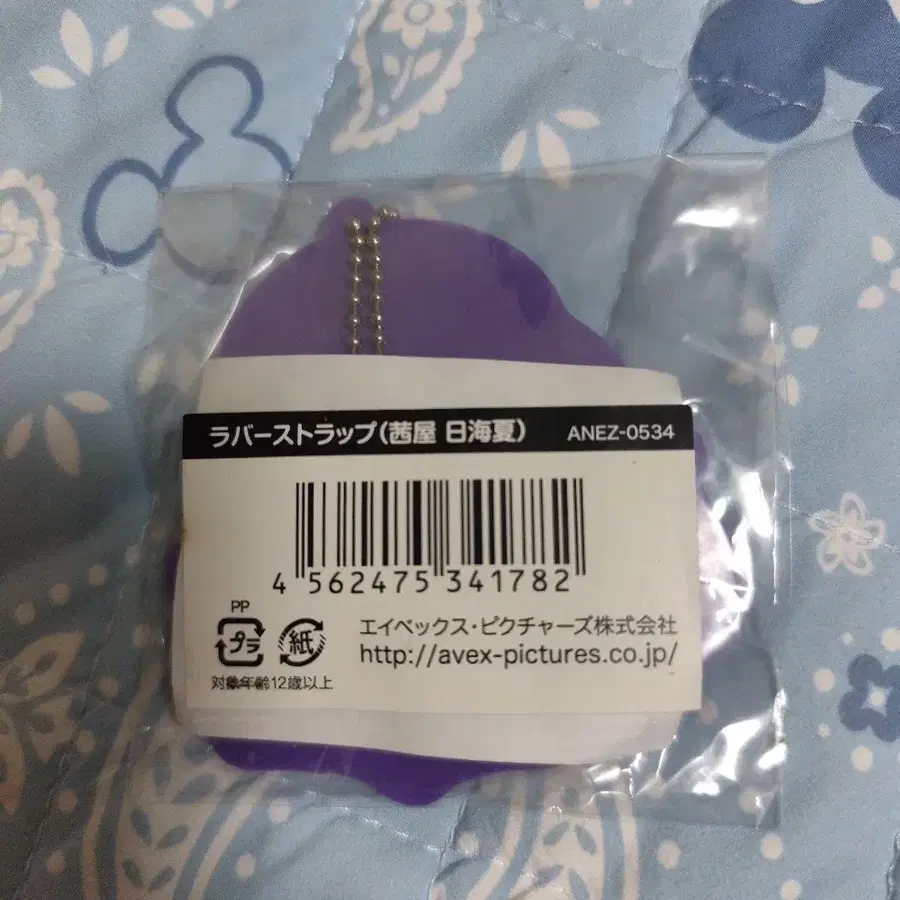 ラバーストラップ(茜屋 日海夏) ANEZ-0534
4 562475 341782
PP
プラ 紙
エイベックス・ピクチャーズ株式会社
http://avex-pictures.co.jp/
対象年齢12歳以上